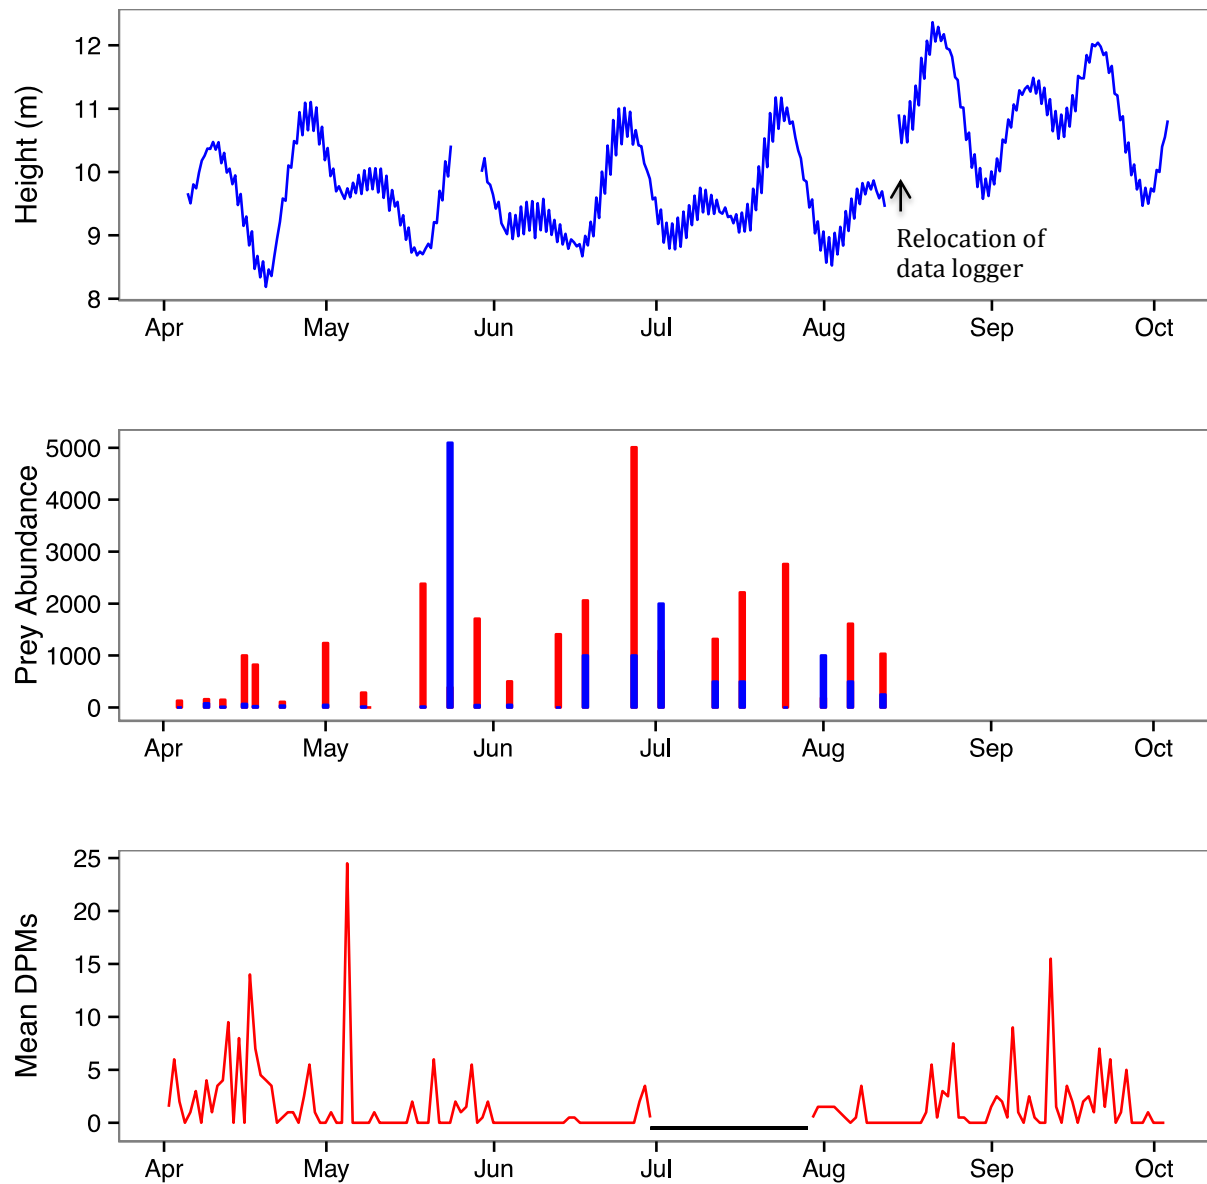 Height (m)
12
11
10
9
8
Relocation of
data logger
Apr May Jun Jul Aug Sep Oct
Prey Abundance
5000
4000
3000
2000
1000
0
Apr May Jun Jul Aug Sep Oct
Mean DPMs
25
20
15
10
5
0
Apr May Jun Jul Aug Sep Oct